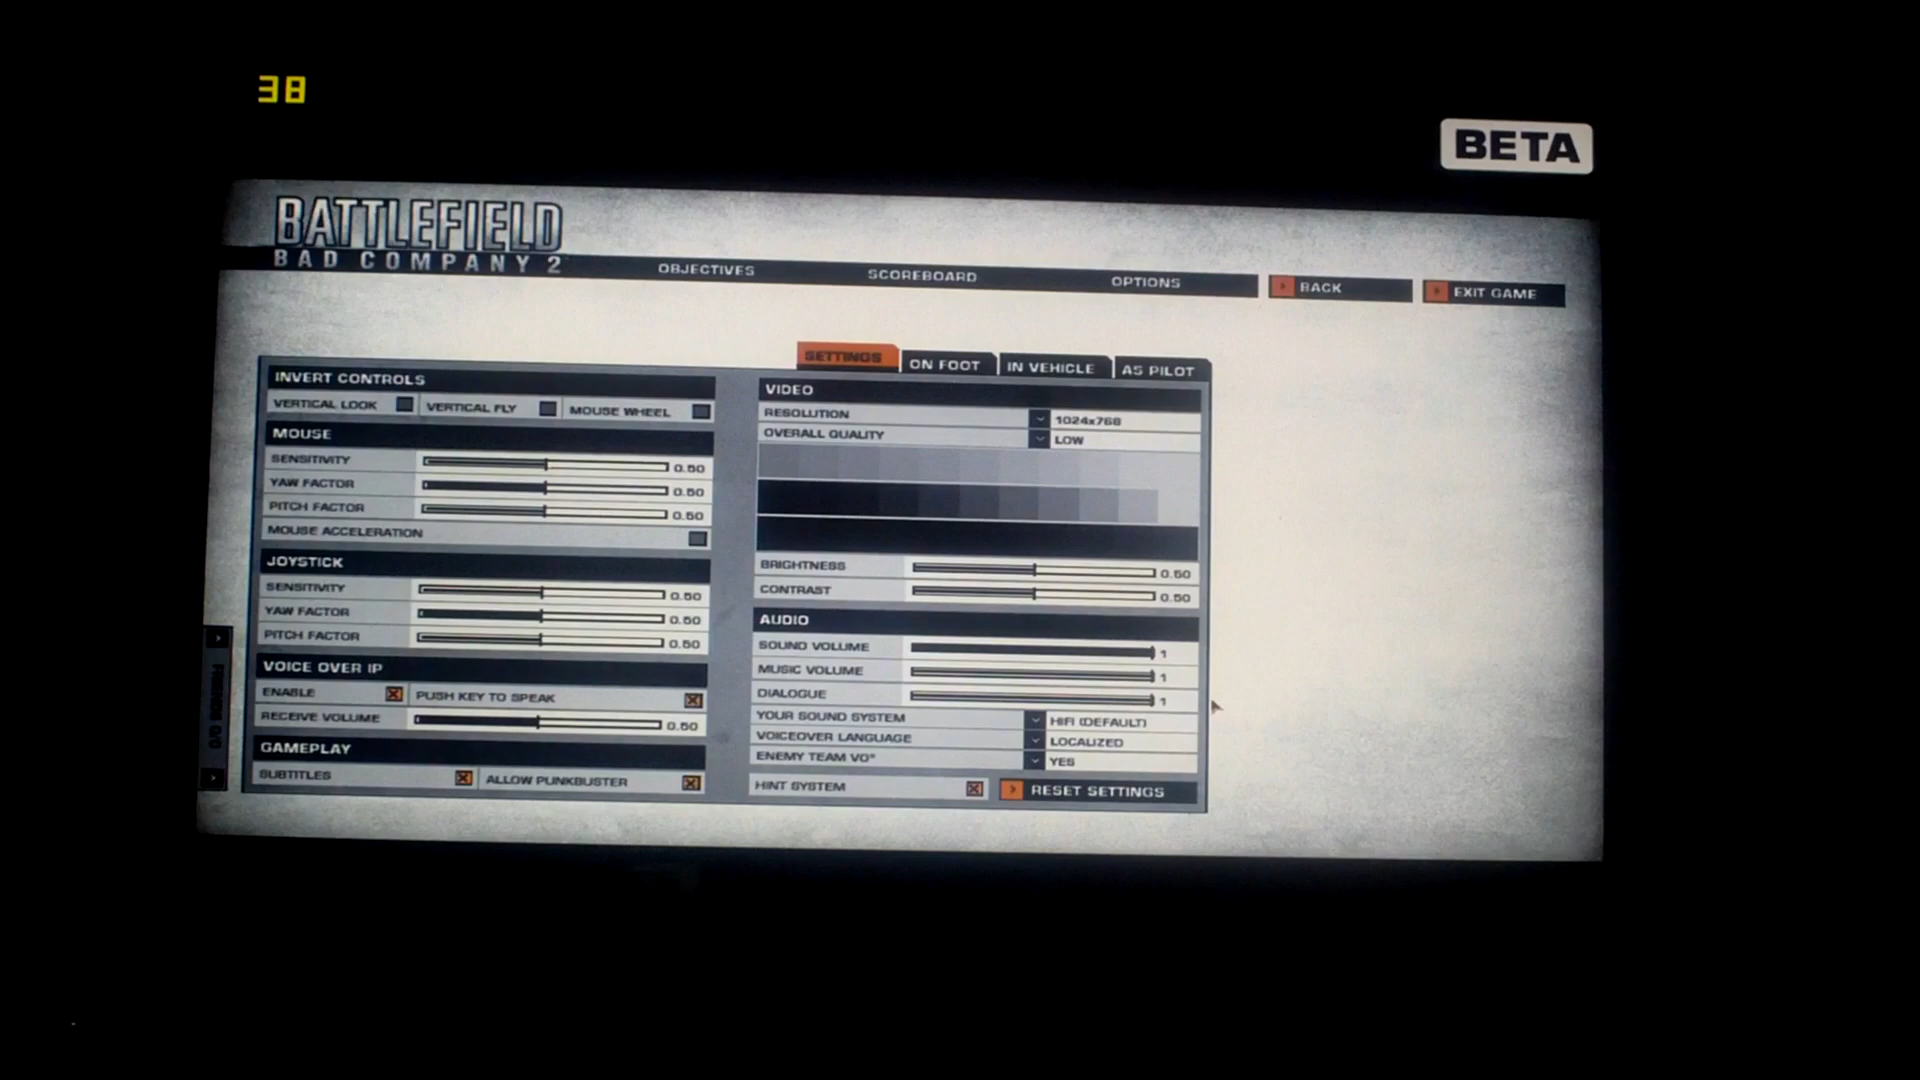 38
BETA
BATTLEFIELD
BAD COMPANY 2
OBJECTIVES SCOREBOARD OPTIONS BACK EXIT GAME
SETTINGS ON FOOT IN VEHICLE AS PILOT
INVERT CONTROLS
VERTICAL LOOK VERTICAL FLY MOUSE WHEEL
MOUSE
SENSITIVITY 0.50
YAW FACTOR 0.50
PITCH FACTOR 0.50
MOUSE ACCELERATION
JOYSTICK
SENSITIVITY 0.50
YAW FACTOR 0.50
PITCH FACTOR 0.50
VOICE OVER IP
ENABLE PUSH KEY TO SPEAK
RECEIVE VOLUME 0.50
GAMEPLAY
SUBTITLES ALLOW PUNKBUSTER
VIDEO
RESOLUTION 1024x768
OVERALL QUALITY LOW
BRIGHTNESS 0.50
CONTRAST 0.50
AUDIO
SOUND VOLUME 1
MUSIC VOLUME 1
DIALOGUE 1
YOUR SOUND SYSTEM HIFI (DEFAULT)
VOICEOVER LANGUAGE LOCALIZED
ENEMY TEAM VO* YES
HINT SYSTEM RESET SETTINGS
FRIENDS 0/0